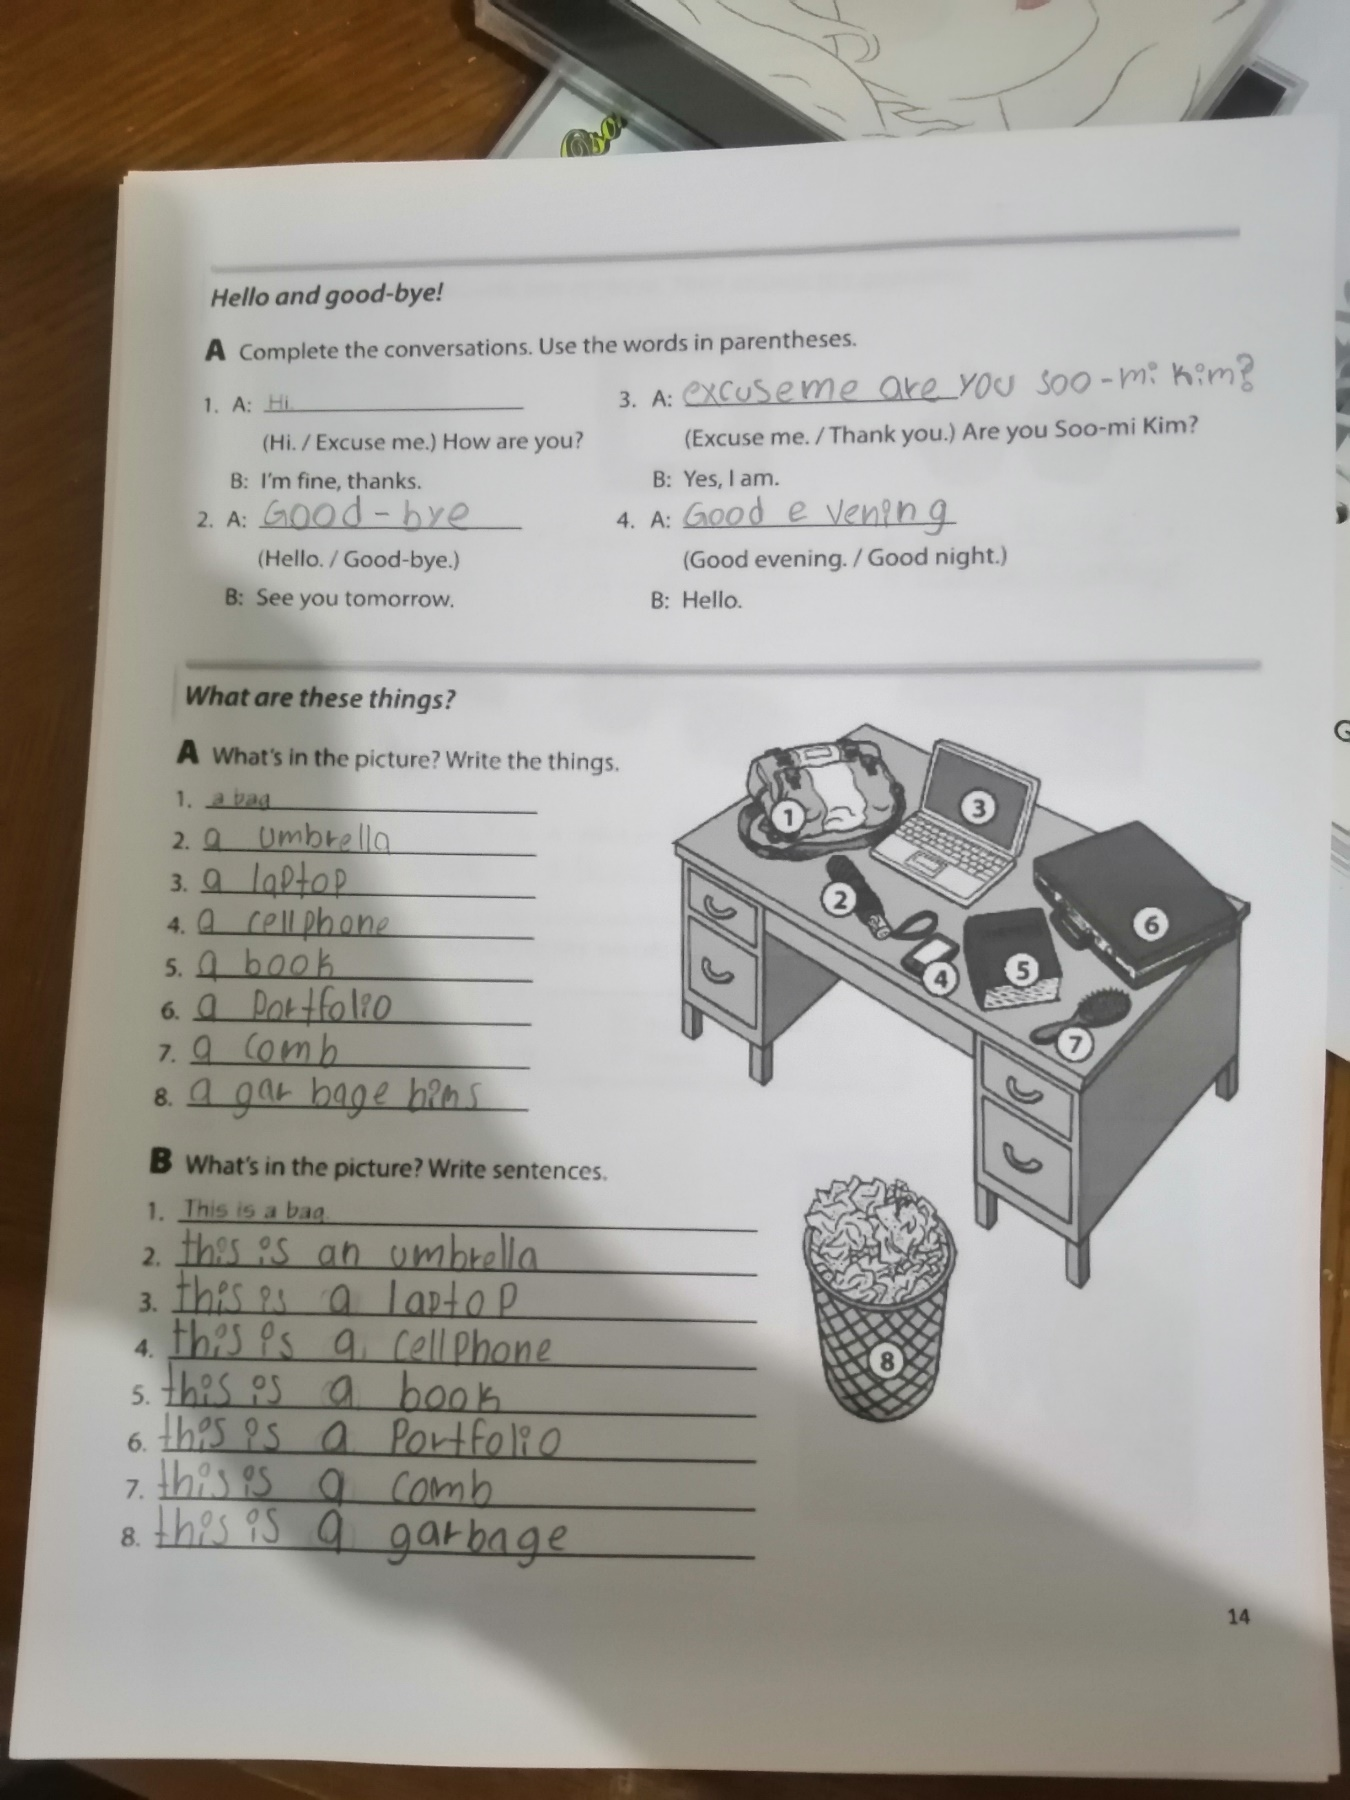 Hello and good-bye!
A Complete the conversations. Use the words in parentheses.
1. A: Hi.
(Hi. / Excuse me.) How are you?
B: I'm fine, thanks.
2. A: Good-bye
(Hello. / Good-bye.)
B: See you tomorrow.
3. A: excuse me are you soo-mi kim?
(Excuse me. / Thank you.) Are you Soo-mi Kim?
B: Yes, I am.
4. A: Good evening
(Good evening. / Good night.)
B: Hello.
What are these things?
A What's in the picture? Write the things.
1. a bag
2. a umbrella
3. a laptop
4. a cell phone
5. a book
6. a Portfolio
7. a comb
8. a garbage bins
1
2
3
4
5
6
7
8
B What's in the picture? Write sentences.
1. This is a bag.
2. this is an umbrella
3. this is a laptop
4. this is a cellphone
5. this is a book
6. this is a Portfolio
7. this is a comb
8. this is a garbage
14